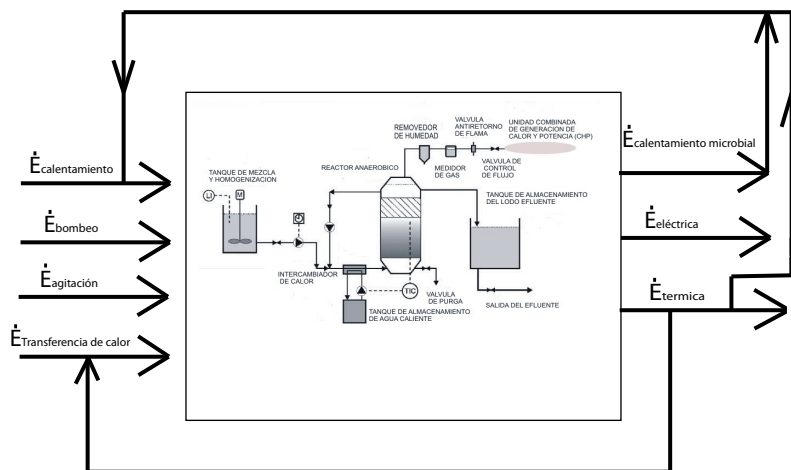 Ėcalentamiento
Ėbombeo
Ėagitación
ĖTransferencia de calor
TANQUE DE MEZCLA
Y HOMOGENIZACION
LI
M
INTERCAMBIADOR
DE CALOR
REACTOR ANAEROBICO
REMOVEDOR
DE HUMEDAD
MEDIDOR
DE GAS
VALVULA
ANTIRETORNO
DE FLAMA
VALVULA DE
CONTROL
DE FLUJO
UNIDAD COMBINADA
DE GENERACION DE
CALOR Y POTENCIA (CHP)
TANQUE DE ALMACENAMIENTO
DEL LODO EFLUENTE
TIC
VALVULA
DE PURGA
TANQUE DE ALMACENAMIENTO
DE AGUA CALIENTE
SALIDA DEL EFLUENTE
Ėcalentamiento microbial
Ėeléctrica
Ėtermica